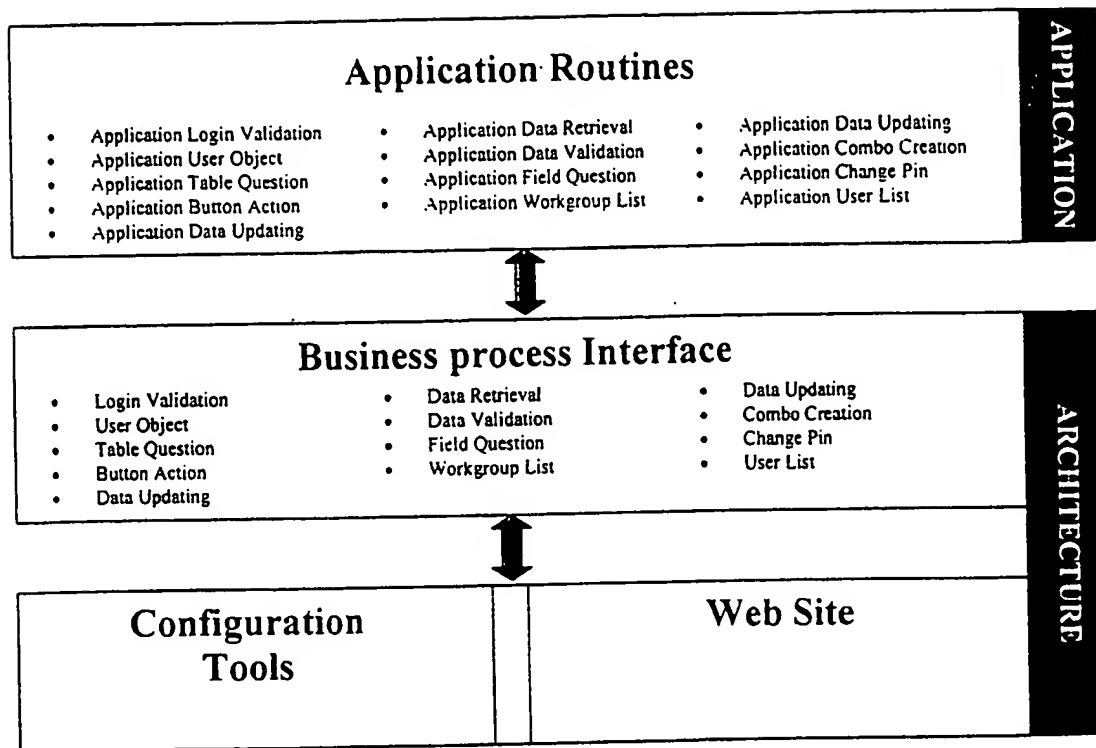 Application Routines
• Application Login Validation
• Application User Object
• Application Table Question
• Application Button Action
• Application Data Updating
• Application Data Retrieval
• Application Data Validation
• Application Field Question
• Application Workgroup List
• Application Data Updating
• Application Combo Creation
• Application Change Pin
• Application User List
APPLICATION
Business process Interface
• Login Validation
• User Object
• Table Question
• Button Action
• Data Updating
• Data Retrieval
• Data Validation
• Field Question
• Workgroup List
• Data Updating
• Combo Creation
• Change Pin
• User List
ARCHITECTURE
Configuration
Tools
Web Site